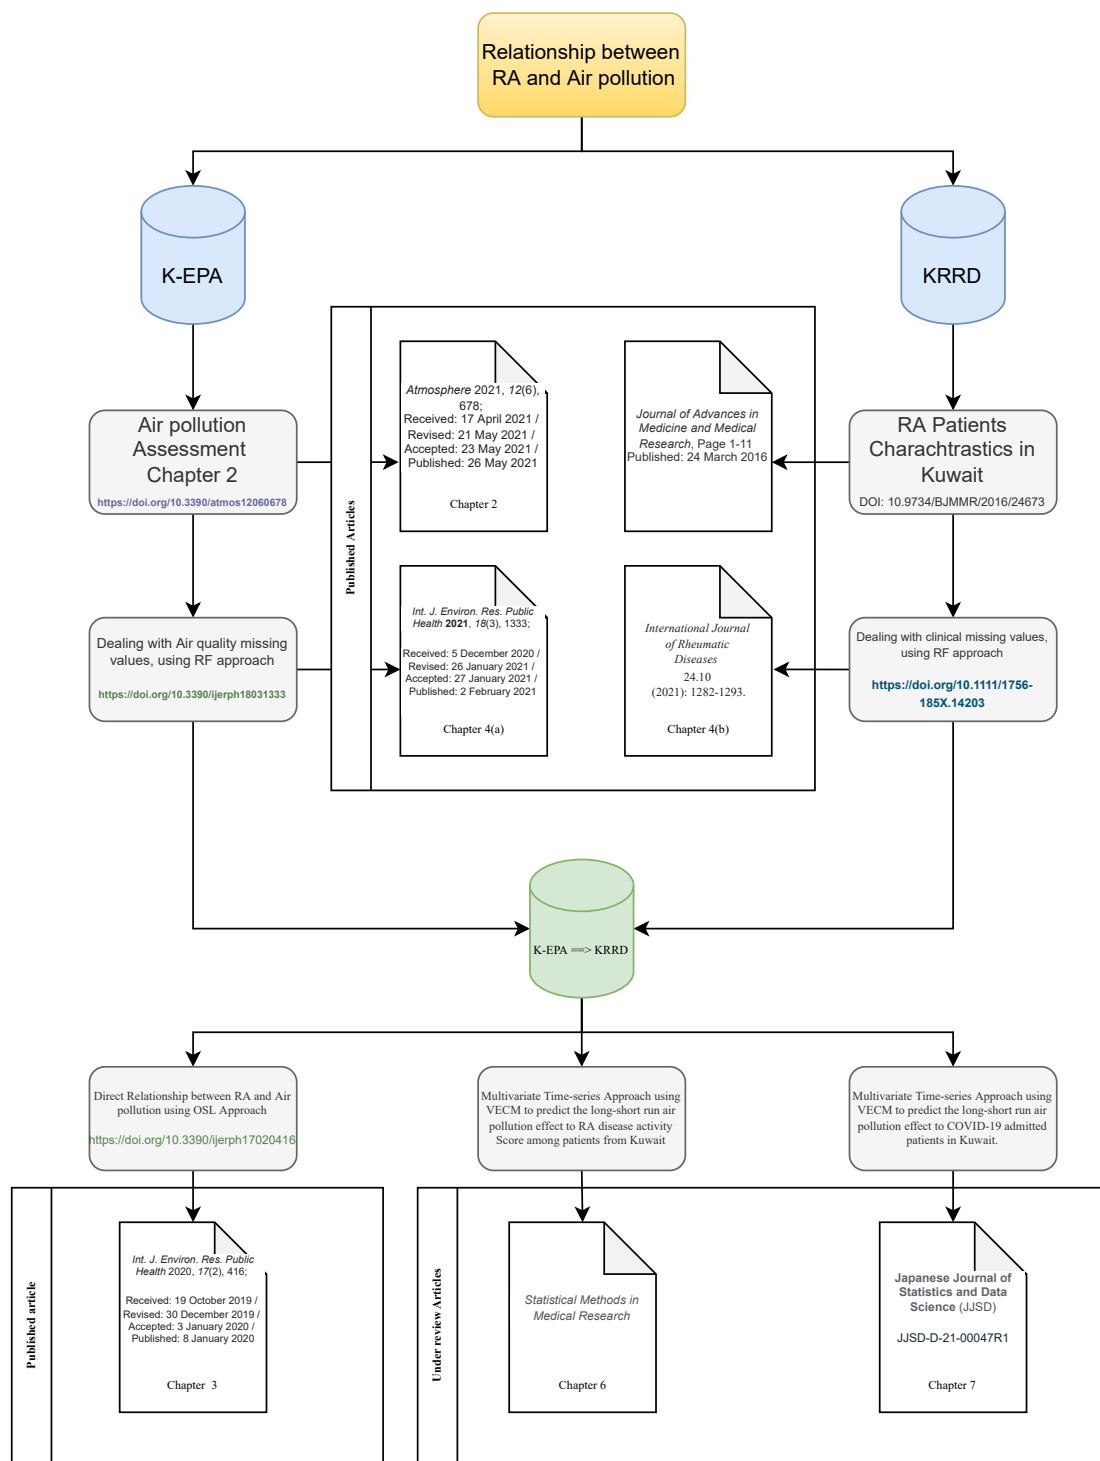 Relationship between
RA and Air pollution
K-EPA
KRRD
Published Articles
Air pollution
Assessment
Chapter 2
https://doi.org/10.3390/atmos12060678
Atmosphere 2021, 12(6),
678;
Received: 17 April 2021 /
Revised: 21 May 2021 /
Accepted: 23 May 2021 /
Published: 26 May 2021
Chapter 2
Journal of Advances in
Medicine and Medical
Research, Page 1-11
Published: 24 March 2016
RA Patients
Charachtrastics in
Kuwait
DOI: 10.9734/BJMMR/2016/24673
Dealing with Air quality missing
values, using RF approach
https://doi.org/10.3390/ijerph18031333
Int. J. Environ. Res. Public
Health 2021, 18(3), 1333;
Received: 5 December 2020 /
Revised: 26 January 2021 /
Accepted: 27 January 2021 /
Published: 2 February 2021
Chapter 4(a)
International Journal
of Rheumatic
Diseases
24.10
(2021): 1282-1293.
Chapter 4(b)
Dealing with clinical missing values,
using RF approach
https://doi.org/10.1111/1756-
185X.14203
K-EPA ==> KRRD
Direct Relationship between RA and Air
pollution using OSL Approach
https://doi.org/10.3390/ijerph17020416
Multivariate Time-series Approach using
VECM to predict the long-short run air
pollution effect to RA disease activity
Score among patients from Kuwait
Multivariate Time-series Approach using
VECM to predict the long-short run air
pollution effect to COVID-19 admitted
patients in Kuwait.
Published article
Int. J. Environ. Res. Public
Health 2020, 17(2), 416;
Received: 19 October 2019 /
Revised: 30 December 2019 /
Accepted: 3 January 2020 /
Published: 8 January 2020
Chapter 3
Under review Articles
Statistical Methods in
Medical Research
Chapter 6
Japanese Journal of
Statistics and Data
Science (JJSD)
JJSD-D-21-00047R1
Chapter 7